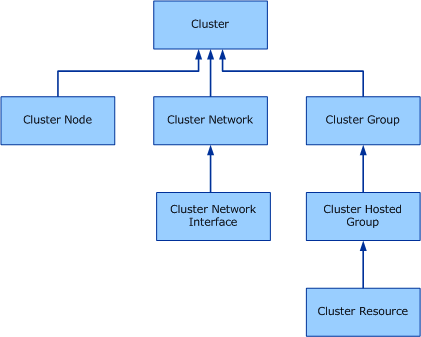 Cluster
Cluster Node
Cluster Network
Cluster Group
Cluster Network
Interface
Cluster Hosted
Group
Cluster Resource